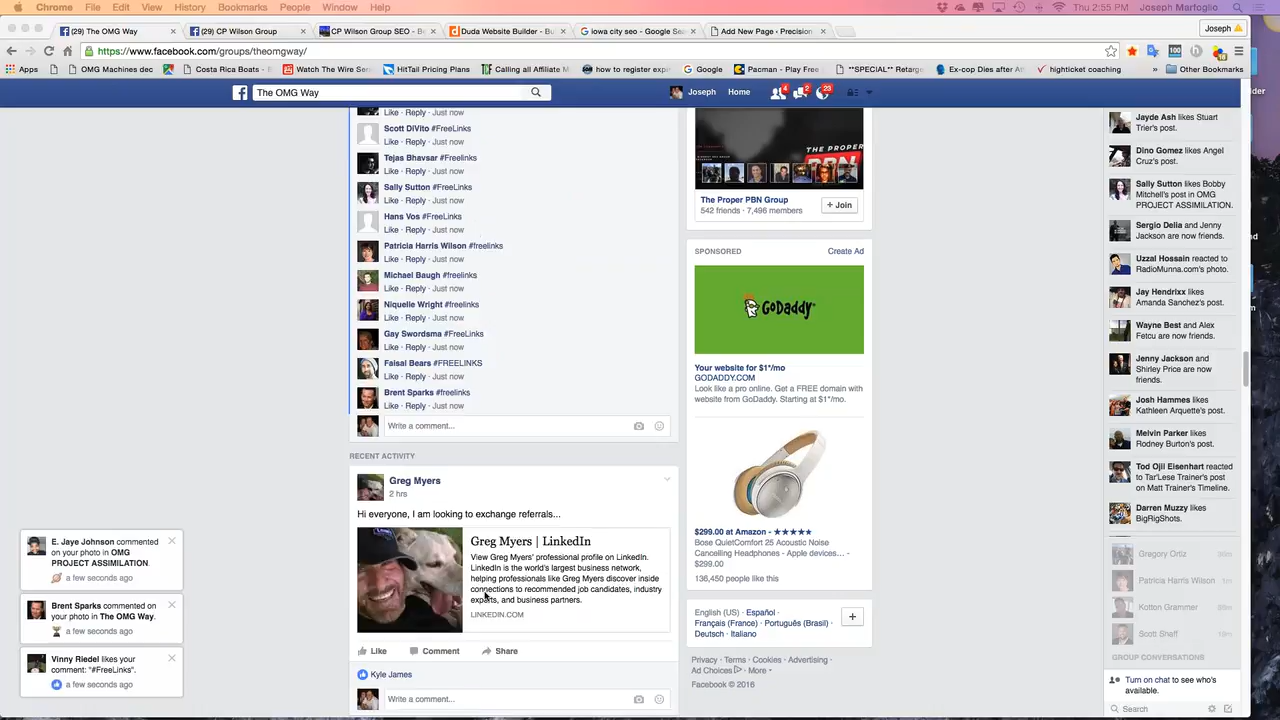 Chrome File Edit View History Bookmarks People Window Help
Thu 2:55 PM Joseph Marfoglio
(29) The OMG Way
(29) CP Wilson Group
CP Wilson Group SEO - B
Duda Website Builder - Bu
iowa city seo - Google Sea
Add New Page - Precision
Joseph
https://www.facebook.com/groups/theomgway/
Apps
OMG Machines dec
Costa Rica Boats -
Watch The Wire Seri
HitTail Pricing Plans
Calling all Affiliate M
how to register exp
Google
Pacman - Play Free
**SPECIAL** Retarg
Ex-cop Dies after Day
highticket coaching
»
Other Bookmarks
The OMG Way
Joseph Home 4 2 23
Like · Reply · Just now
Scott DiVito #FreeLinks
Like · Reply · Just now
Tejas Bhavsar #Freelinks
Like · Reply · Just now
Sally Sutton #FreeLinks
Like · Reply · Just now
Hans Vos #FreeLinks
Like · Reply · Just now
Patricia Harris Wilson #freelinks
Like · Reply · Just now
Michael Baugh #freelinks
Like · Reply · Just now
Niquelle Wright #freelinks
Like · Reply · Just now
Gay Swordsma #FreeLinks
Like · Reply · Just now
Faisal Bears #FREELINKS
Like · Reply · Just now
Brent Sparks #freelinks
Like · Reply · Just now
Write a comment...
RECENT ACTIVITY
Greg Myers
2 hrs
Hi everyone, I am looking to exchange referrals...
Greg Myers | LinkedIn
View Greg Myers' professional profile on LinkedIn.
LinkedIn is the world's largest business network,
helping professionals like Greg Myers discover inside
connections to recommended job candidates, industry
experts, and business partners.
LINKEDIN.COM
Like Comment Share
Kyle James
Write a comment...
THE PROPER
PBN
The Proper PBN Group
542 friends · 7,496 members
+ Join
SPONSORED Create Ad
GoDaddy
Your website for $1*/mo
GODADDY.COM
Look like a pro online. Get a FREE domain with
website from GoDaddy. Starting at $1*/mo.
$299.00 at Amazon - ★★★★★
Bose QuietComfort 25 Acoustic Noise
Cancelling Headphones - Apple devices... -
$299.00
136,450 people like this
English (US) · Español ·
Français (France) · Português (Brasil) ·
Deutsch · Italiano
Privacy · Terms · Cookies · Advertising ·
Ad Choices · More
Facebook © 2016
Jayde Ash likes Stuart
Trier's post.
Dino Gomez likes Angel
Cruz's post.
Sally Sutton likes Bobby
Mitchell's post in OMG
PROJECT ASSIMILATION.
Sergio Delia and Jenny
Jackson are now friends.
Uzzal Hossain reacted to
RadioMunna.com's photo.
Jay Hendrixx likes
Amanda Sanchez's post.
Wayne Best and Alex
Fetcu are now friends.
Jenny Jackson and
Shirley Price are now
friends.
Josh Hammes likes
Kathleen Arquette's post.
Melvin Parker likes
Rodney Burton's post.
Tod Ojil Eisenhart reacted
to Tar'Lese Trainer's post
on Matt Trainer's Timeline.
Darren Muzzy likes
BigRigShots.
Gregory Ortiz
Patricia Harris Wilson 1m
Kotton Grammer
Scott Sheff
GROUP CONVERSATIONS
Turn on chat to see who's
available.
Search
E. Jaye Johnson commented
on your photo in OMG
PROJECT ASSIMILATION.
a few seconds ago
Brent Sparks commented on
your photo in The OMG Way.
a few seconds ago
Vinny Riedel likes your
comment: "#FreeLinks".
a few seconds ago